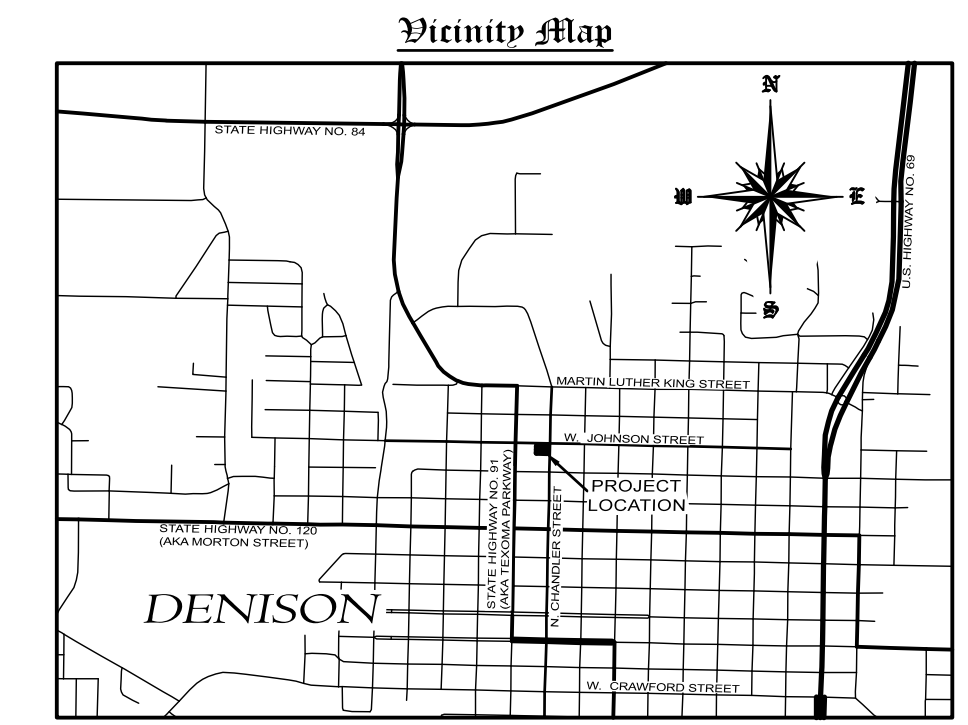 Vicinity Map
N
STATE HIGHWAY NO. 84
U.S. HIGHWAY NO. 69
W
E
S
MARTIN LUTHER KING STREET
W. JOHNSON STREET
PROJECT
LOCATION
STATE HIGHWAY NO. 91
(AKA TEXOMA PARKWAY)
N. CHANDLER STREET
STATE HIGHWAY NO. 120
(AKA MORTON STREET)
DENISON
W. CRAWFORD STREET